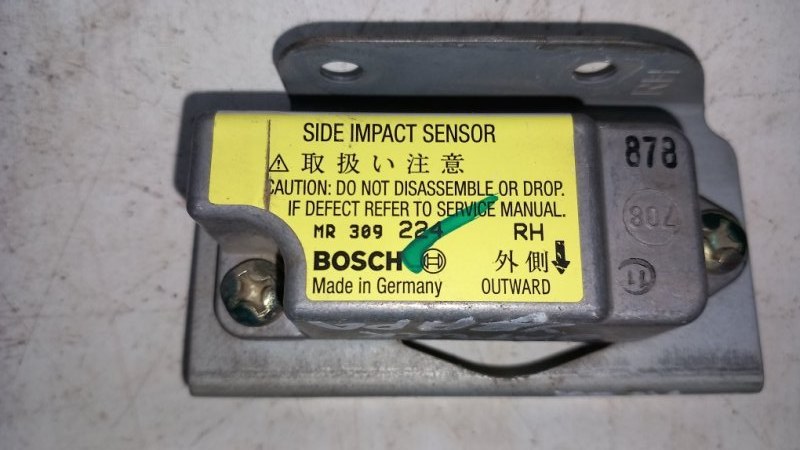 SIDE IMPACT SENSOR
⚠ 取扱い注意
CAUTION: DO NOT DISASSEMBLE OR DROP.
IF DEFECT REFER TO SERVICE MANUAL.
MR 309 224 RH
BOSCH 外側
Made in Germany OUTWARD
878
11